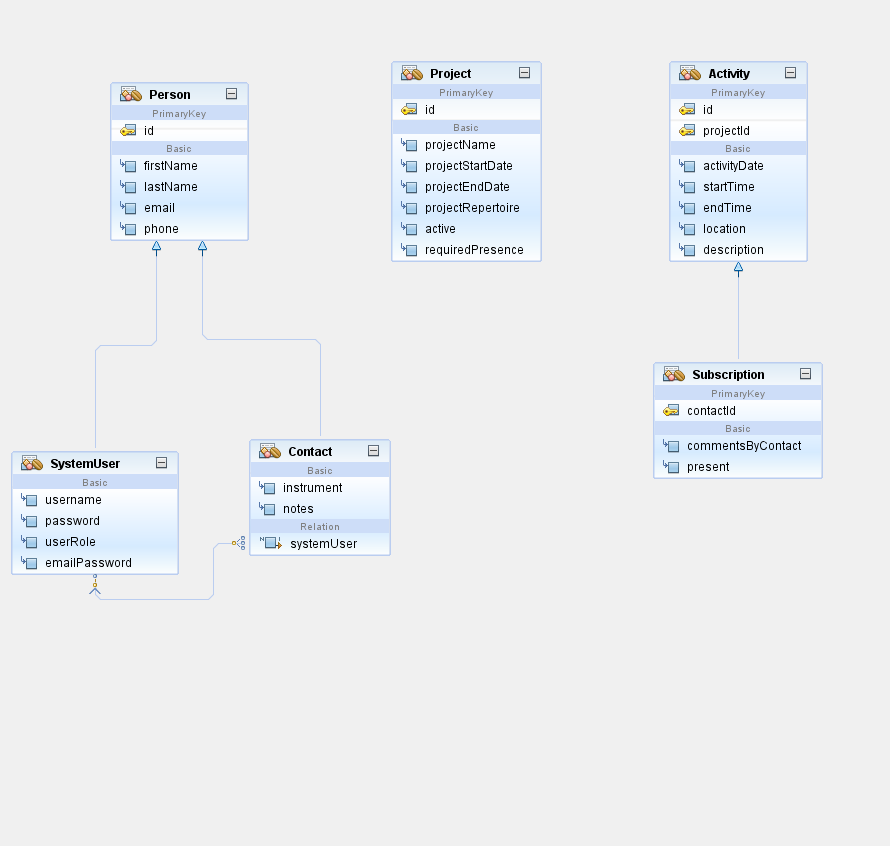 Person
PrimaryKey
id
Basic
firstName
lastName
email
phone
Project
PrimaryKey
id
Basic
projectName
projectStartDate
projectEndDate
projectRepertoire
active
requiredPresence
Activity
PrimaryKey
id
projectId
Basic
activityDate
startTime
endTime
location
description
SystemUser
Basic
username
password
userRole
emailPassword
Contact
Basic
instrument
notes
Relation
N 1
systemUser
Subscription
PrimaryKey
contactId
Basic
commentsByContact
present